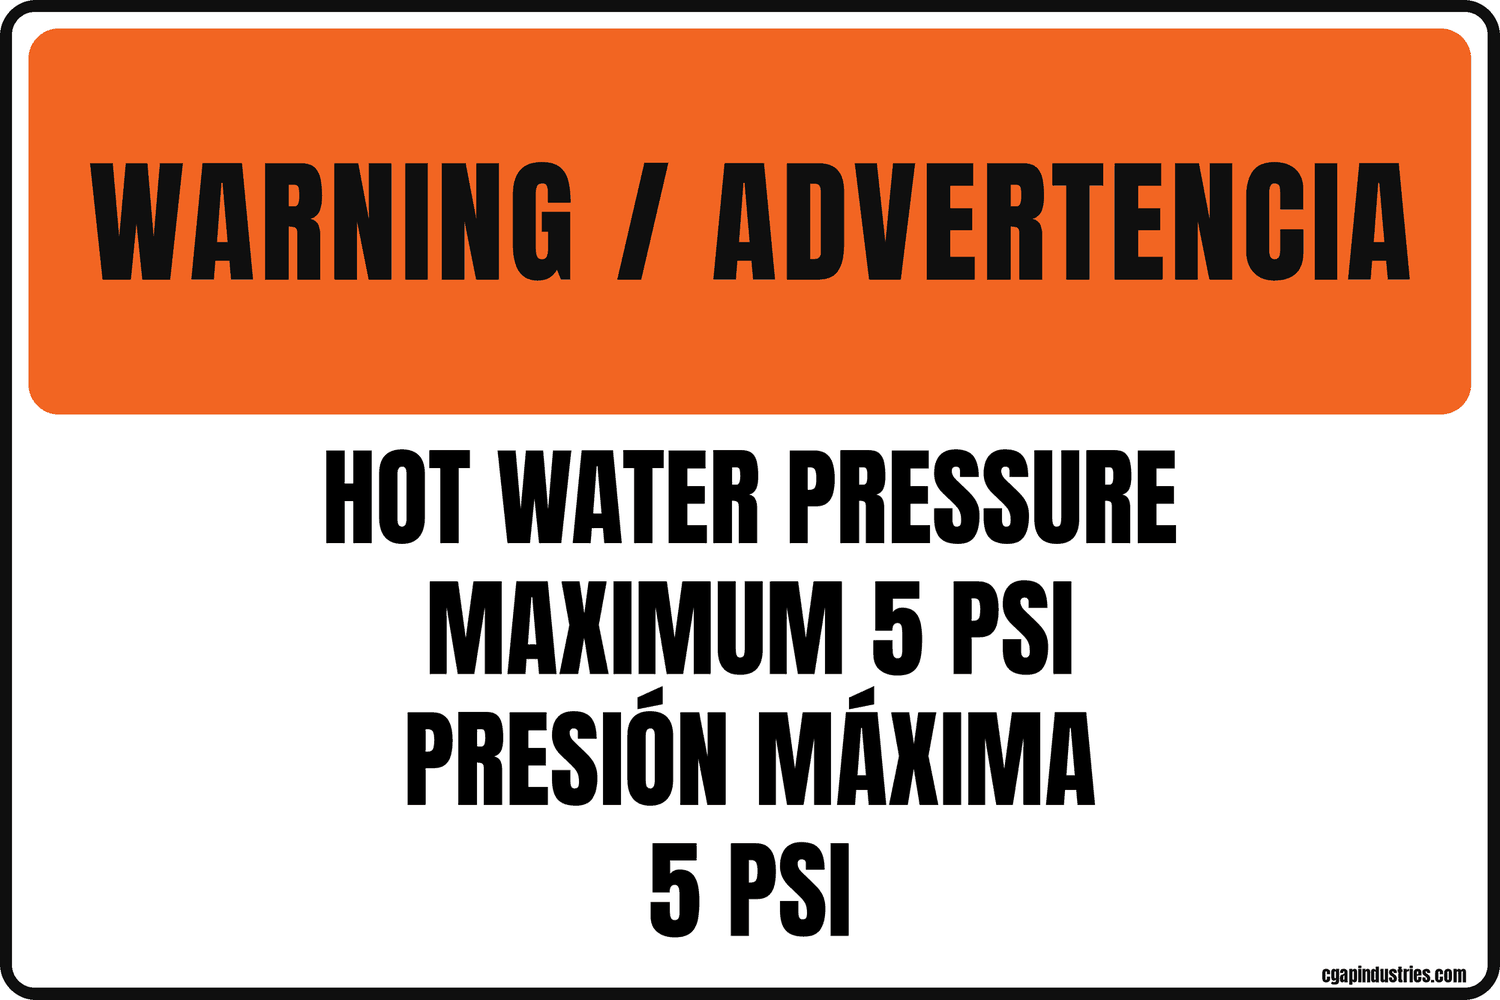 WARNING / ADVERTENCIA
HOT WATER PRESSURE
MAXIMUM 5 PSI
PRESIÓN MÁXIMA
5 PSI
cgapindustries.com